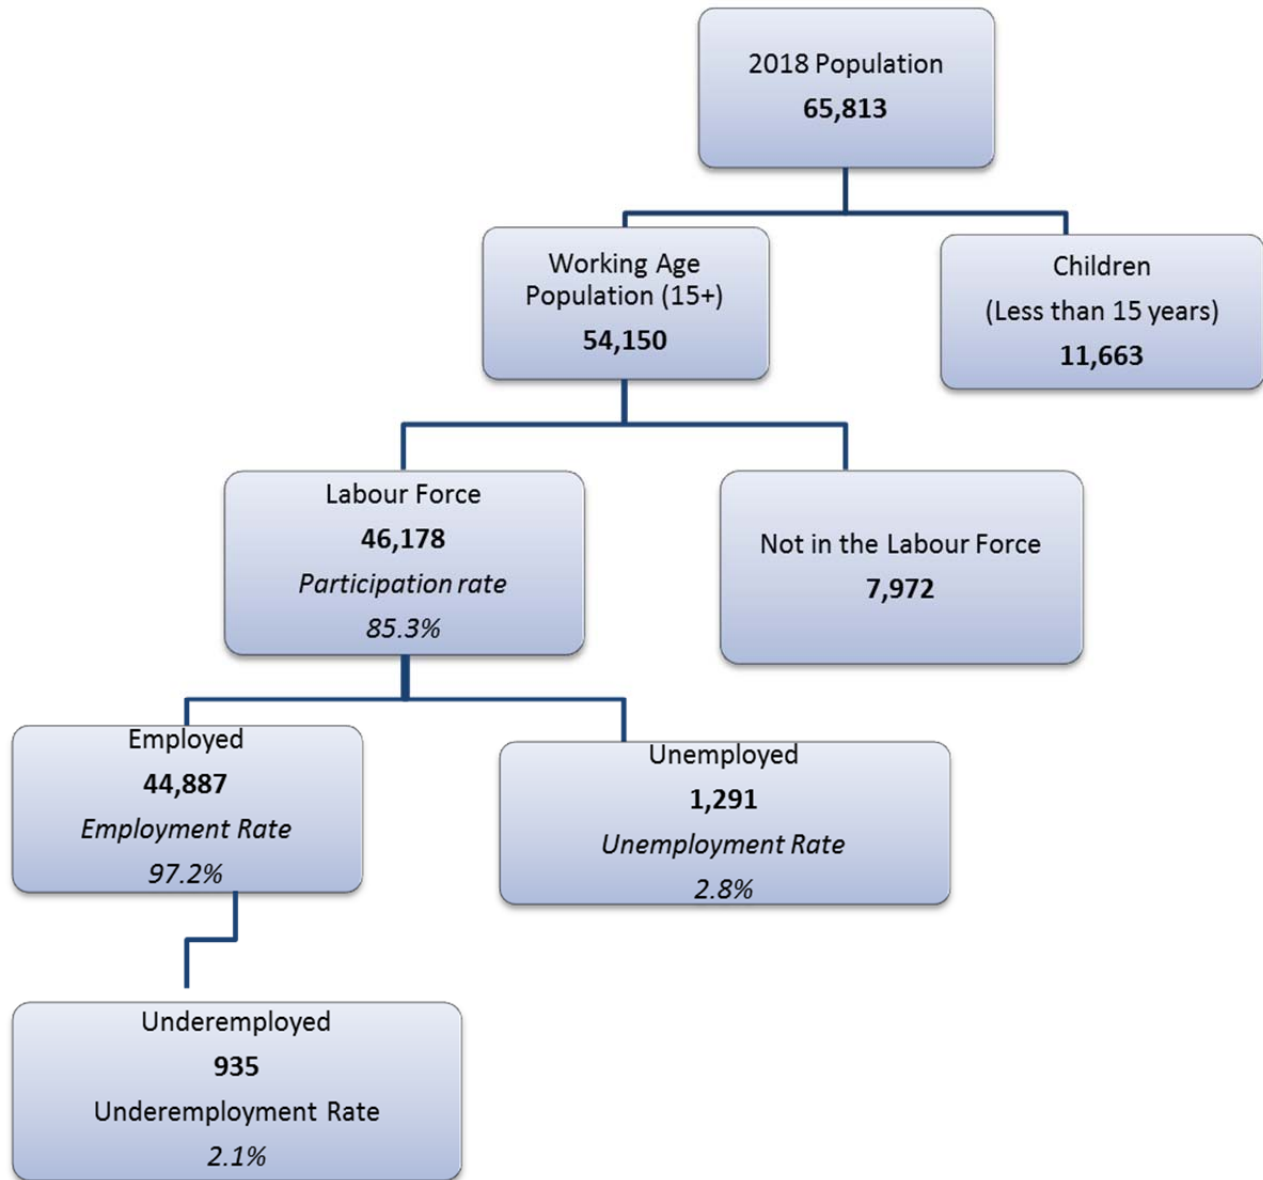 2018 Population
65,813
Working Age
Population (15+)
54,150
Children
(Less than 15 years)
11,663
Labour Force
46,178
Participation rate
85.3%
Not in the Labour Force
7,972
Employed
44,887
Employment Rate
97.2%
Unemployed
1,291
Unemployment Rate
2.8%
Underemployed
935
Underemployment Rate
2.1%